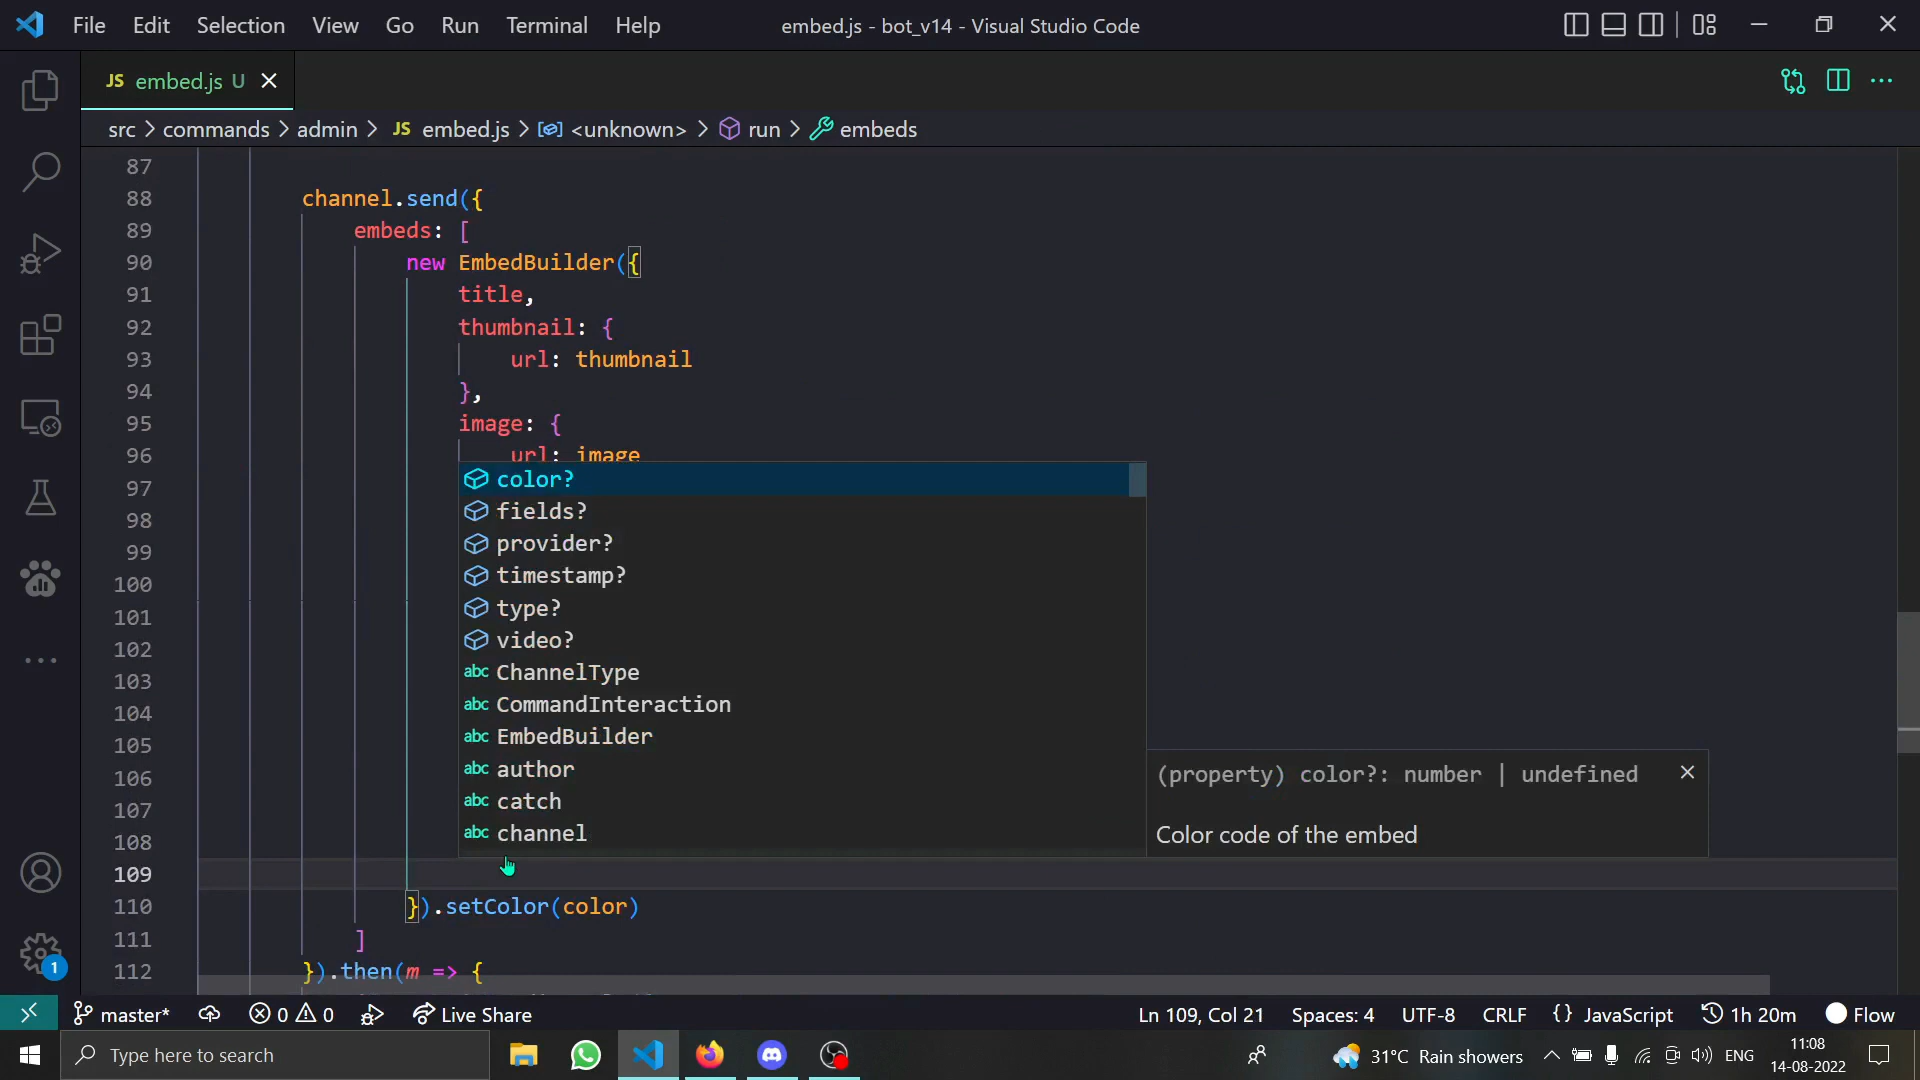 File Edit Selection View Go Run Terminal Help embed.js - bot_v14 - Visual Studio Code
JS embed.js U
src > commands > admin > JS embed.js > <unknown> > run > embeds
87
88 channel.send({
89 embeds: [
90 new EmbedBuilder({
91 title,
92 thumbnail: {
93 url: thumbnail
94 },
95 image: {
96 url: image
97
98
99
100
101
102
103
104
105
106
107
108
109
110 }).setColor(color)
111 ]
112 }).then(m => {
color?
fields?
provider?
timestamp?
type?
video?
abc ChannelType
abc CommandInteraction
abc EmbedBuilder
abc author
abc catch
abc channel
(property) color?: number | undefined
Color code of the embed
1
master* 0 0 Live Share Ln 109, Col 21 Spaces: 4 UTF-8 CRLF {} JavaScript 1h 20m Flow
Type here to search 31°C Rain showers ENG 11:08
14-08-2022